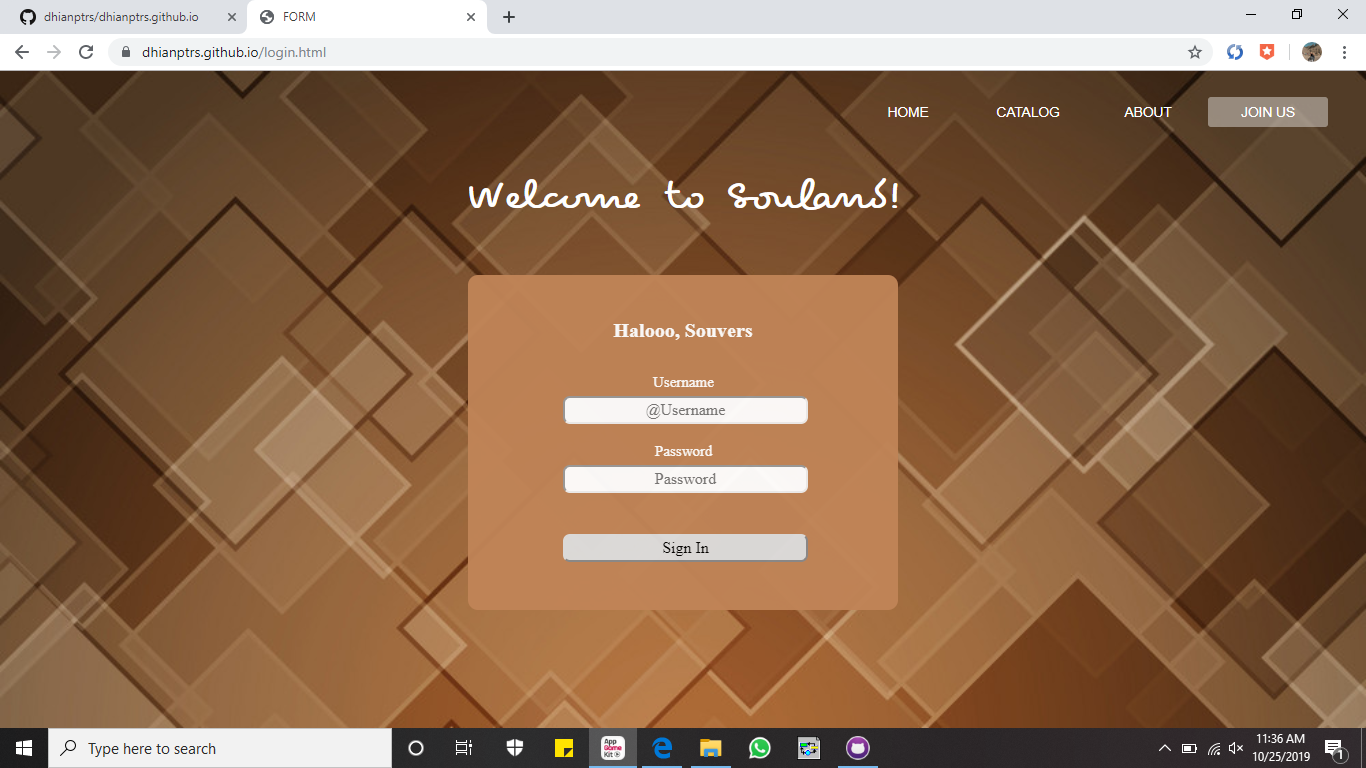 dhianptrs/dhianptrs.github.io
FORM
dhianptrs.github.io/login.html
HOME
CATALOG
ABOUT
JOIN US
Welcome to Souland!
Halooo, Souvers
Username
@Username
Password
Password
Sign In
Type here to search
App
Game
Kit
11:36 AM
10/25/2019
1